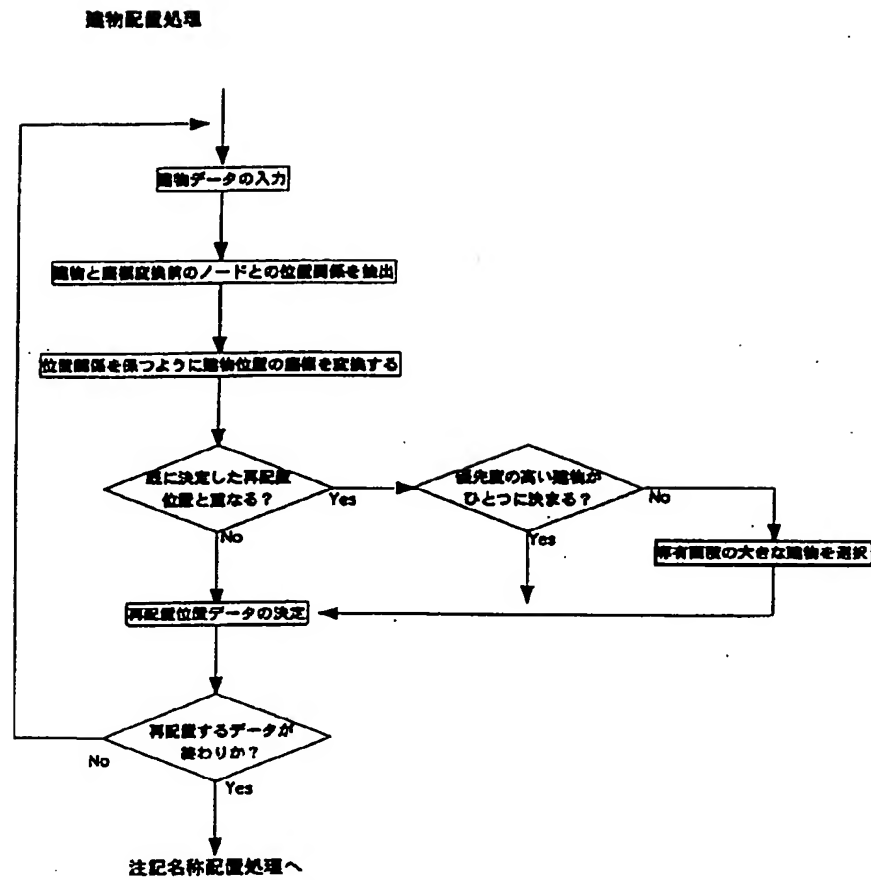 建物配置処理
建物データの入力
建物と座標変換前のノードとの位置関係を抽出
位置関係を保つように建物位置の座標を変換する
既に決定した再配置
位置と重なる?
Yes
No
優先度の高い建物が
ひとつに決まる?
No
Yes
専有面積の大きな建物を選択
再配置位置データの決定
再配置するデータが
終わりか?
No
Yes
注記名称配置処理へ